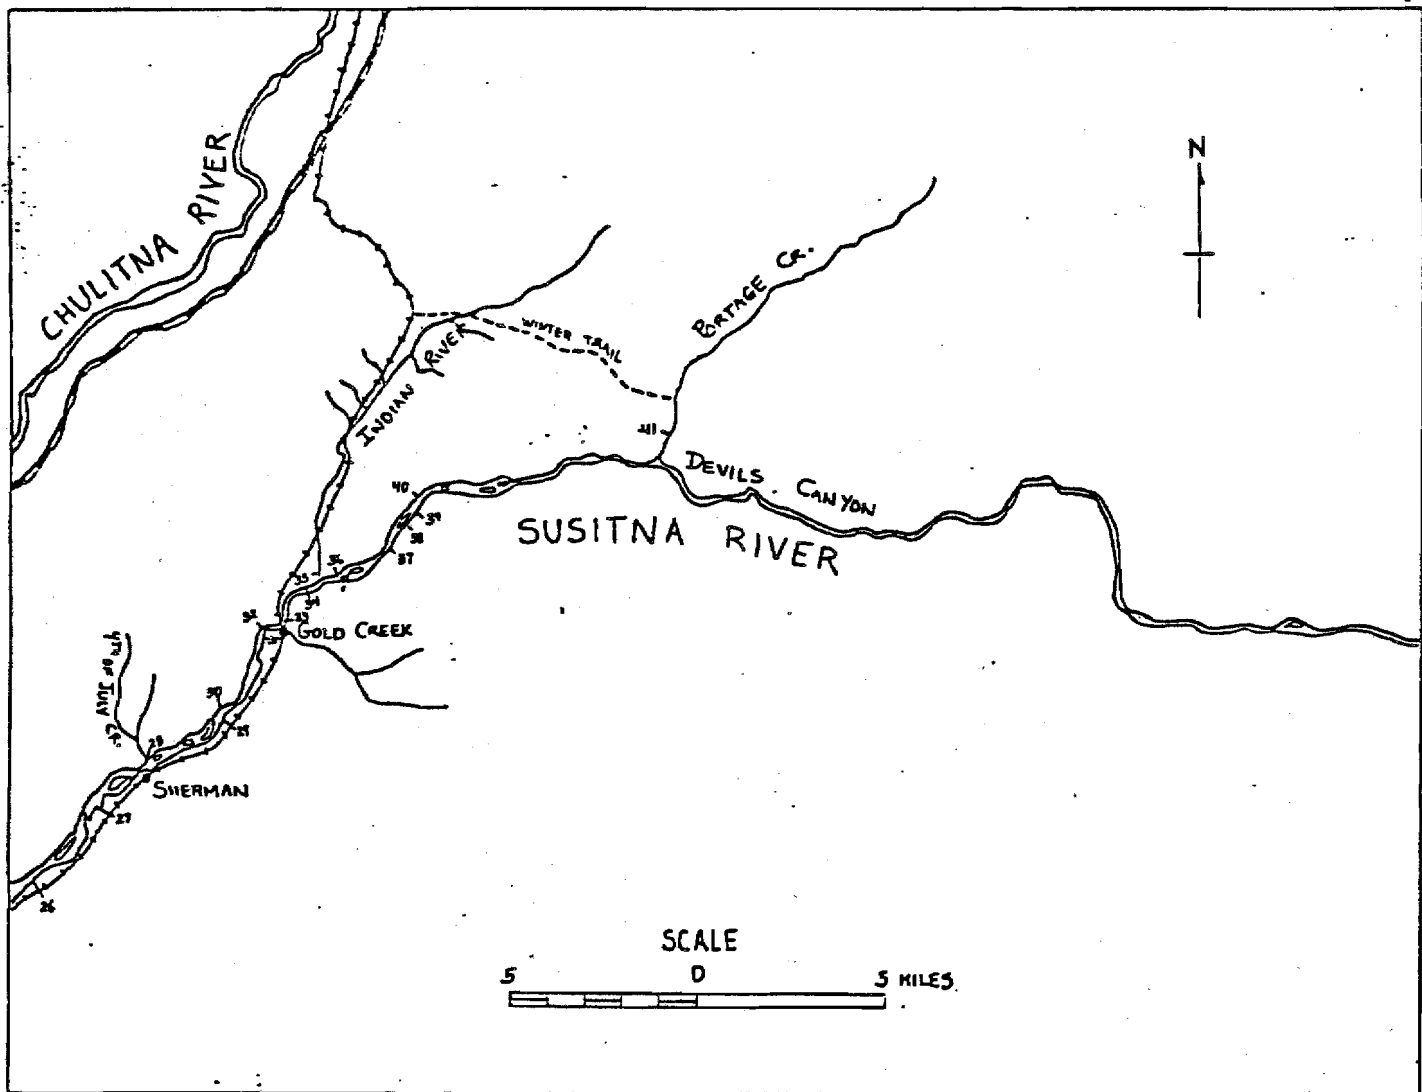 CHULITNA RIVER
N
PORTAGE CR.
WINTER TRAIL
INDIAN RIVER
41
DEVILS CANYON
SUSITNA RIVER
40
39
38
37
36
35
34
33
32
GOLD CREEK
4TH OF JULY CR.
30
29
28
SHERMAN
27
26
SCALE
5 0 5 MILES